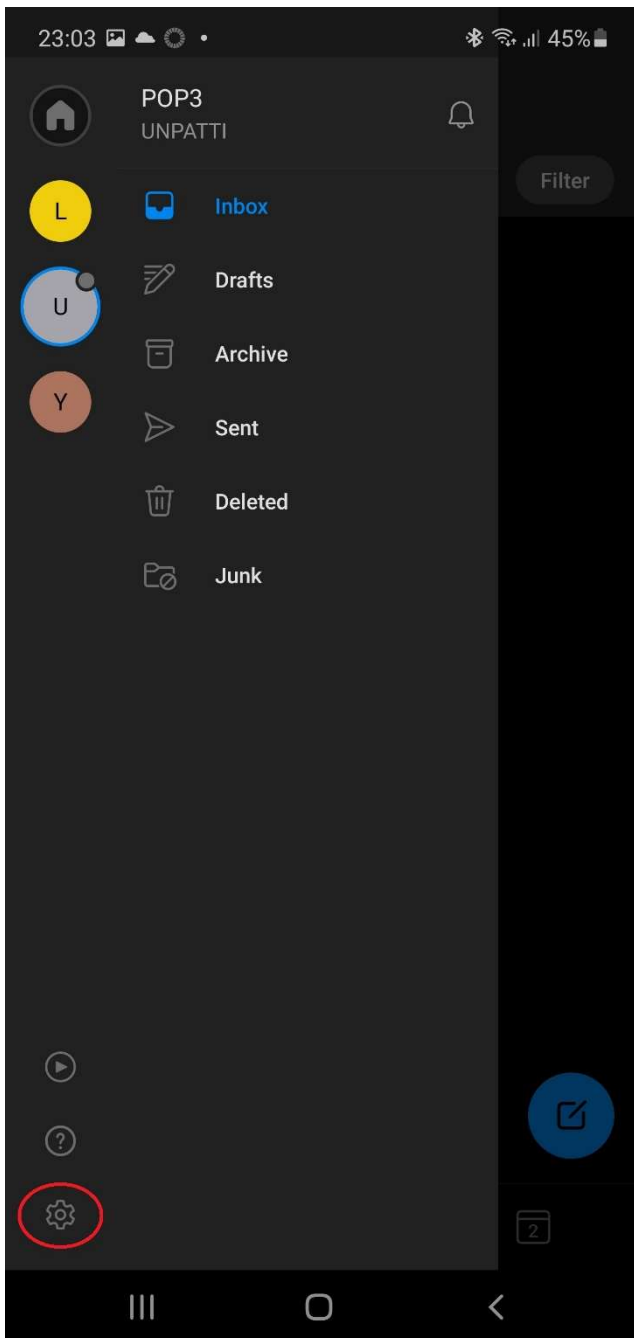 23:03
45%
POP3
UNPATTI
Filter
L
Inbox
Drafts
U
Archive
Y
Sent
Deleted
Junk
?
2